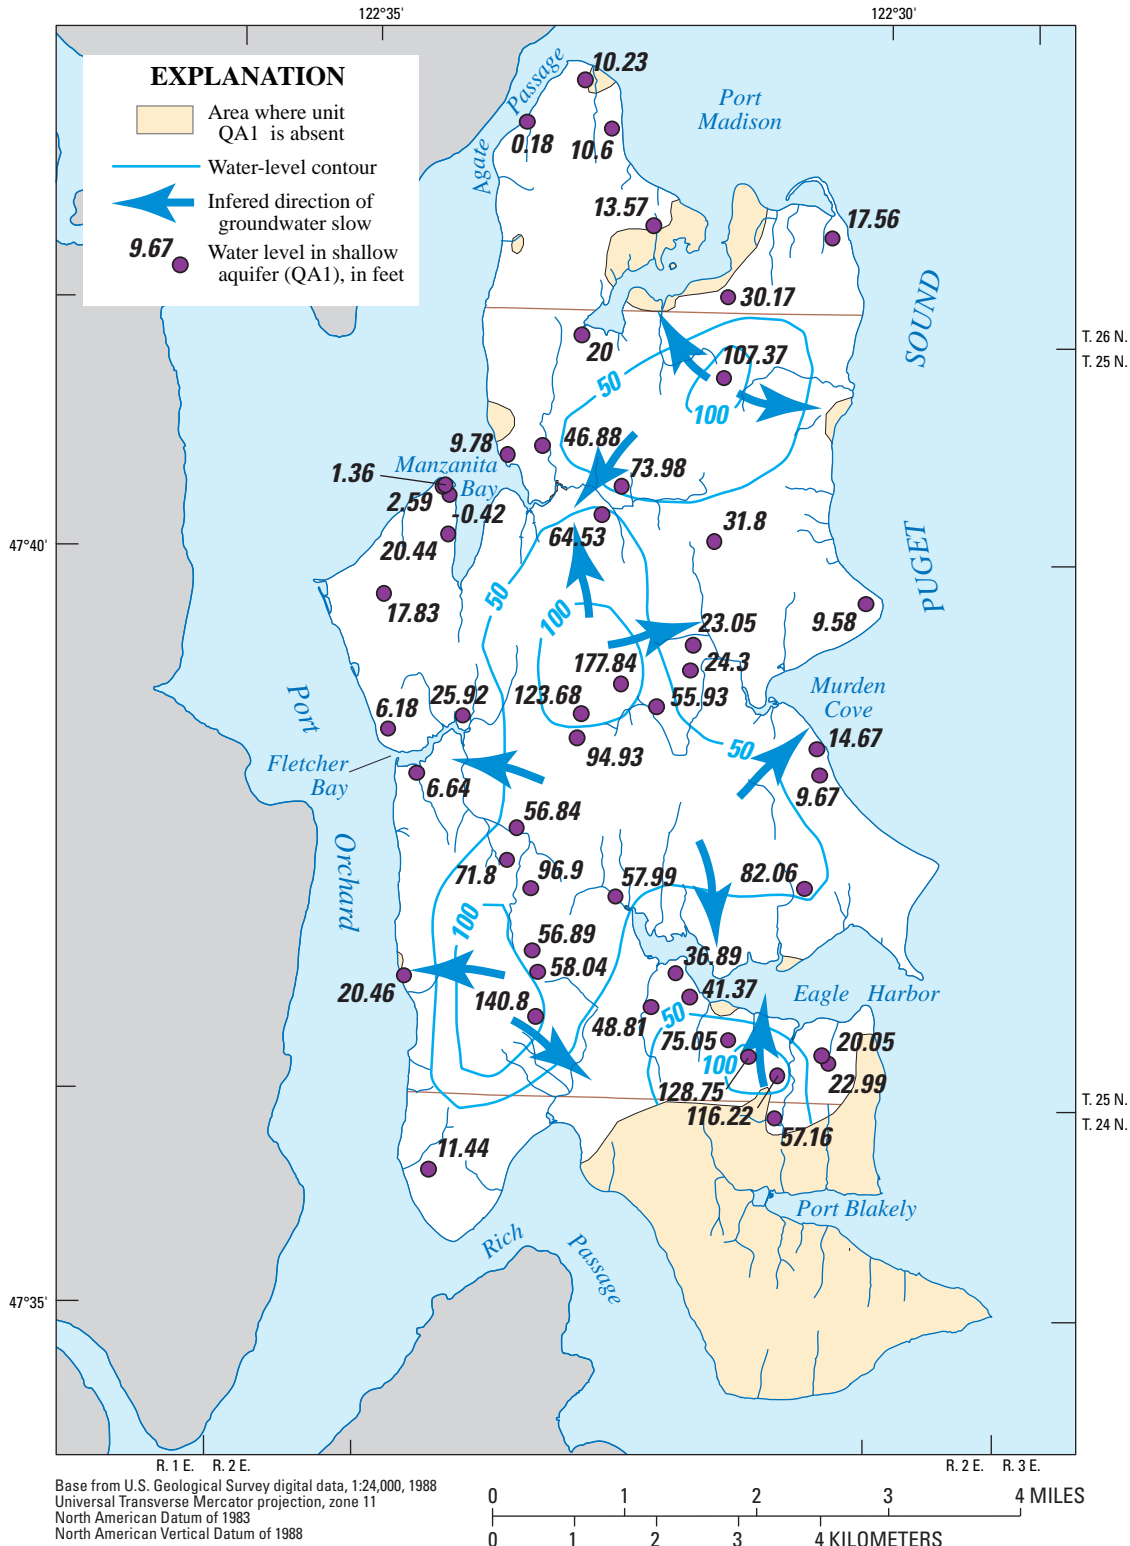 122°35'
122°30'
EXPLANATION
Area where unit
QA1 is absent
Water-level contour
Infered direction of
groundwater slow
9.67
Water level in shallow
aquifer (QA1), in feet
10.23
Agate Passage
Port
Madison
0.18
10.6
13.57
17.56
30.17
SOUND
20
107.37
T. 26 N.
T. 25 N.
50
100
9.78
46.88
Manzanita
Bay
73.98
1.36
2.59
-0.42
64.53
31.8
20.44
47°40'
PUGET
50
17.83
100
9.58
23.05
24.3
177.84
Port
6.18
25.92
123.68
55.93
Murden
Cove
50
14.67
94.93
Fletcher
Bay
6.64
9.67
56.84
Orchard
71.8
96.9
57.99
82.06
100
56.89
58.04
36.89
20.46
41.37
Eagle Harbor
140.8
48.81
50
75.05
20.05
100
128.75
22.99
116.22
T. 25 N.
T. 24 N.
57.16
11.44
Port Blakely
Rich Passage
47°35'
R. 1 E.
R. 2 E.
R. 2 E.
R. 3 E.
Base from U.S. Geological Survey digital data, 1:24,000, 1988
Universal Transverse Mercator projection, zone 11
North American Datum of 1983
North American Vertical Datum of 1988
0 1 2 3 4 MILES
0 1 2 3 4 KILOMETERS